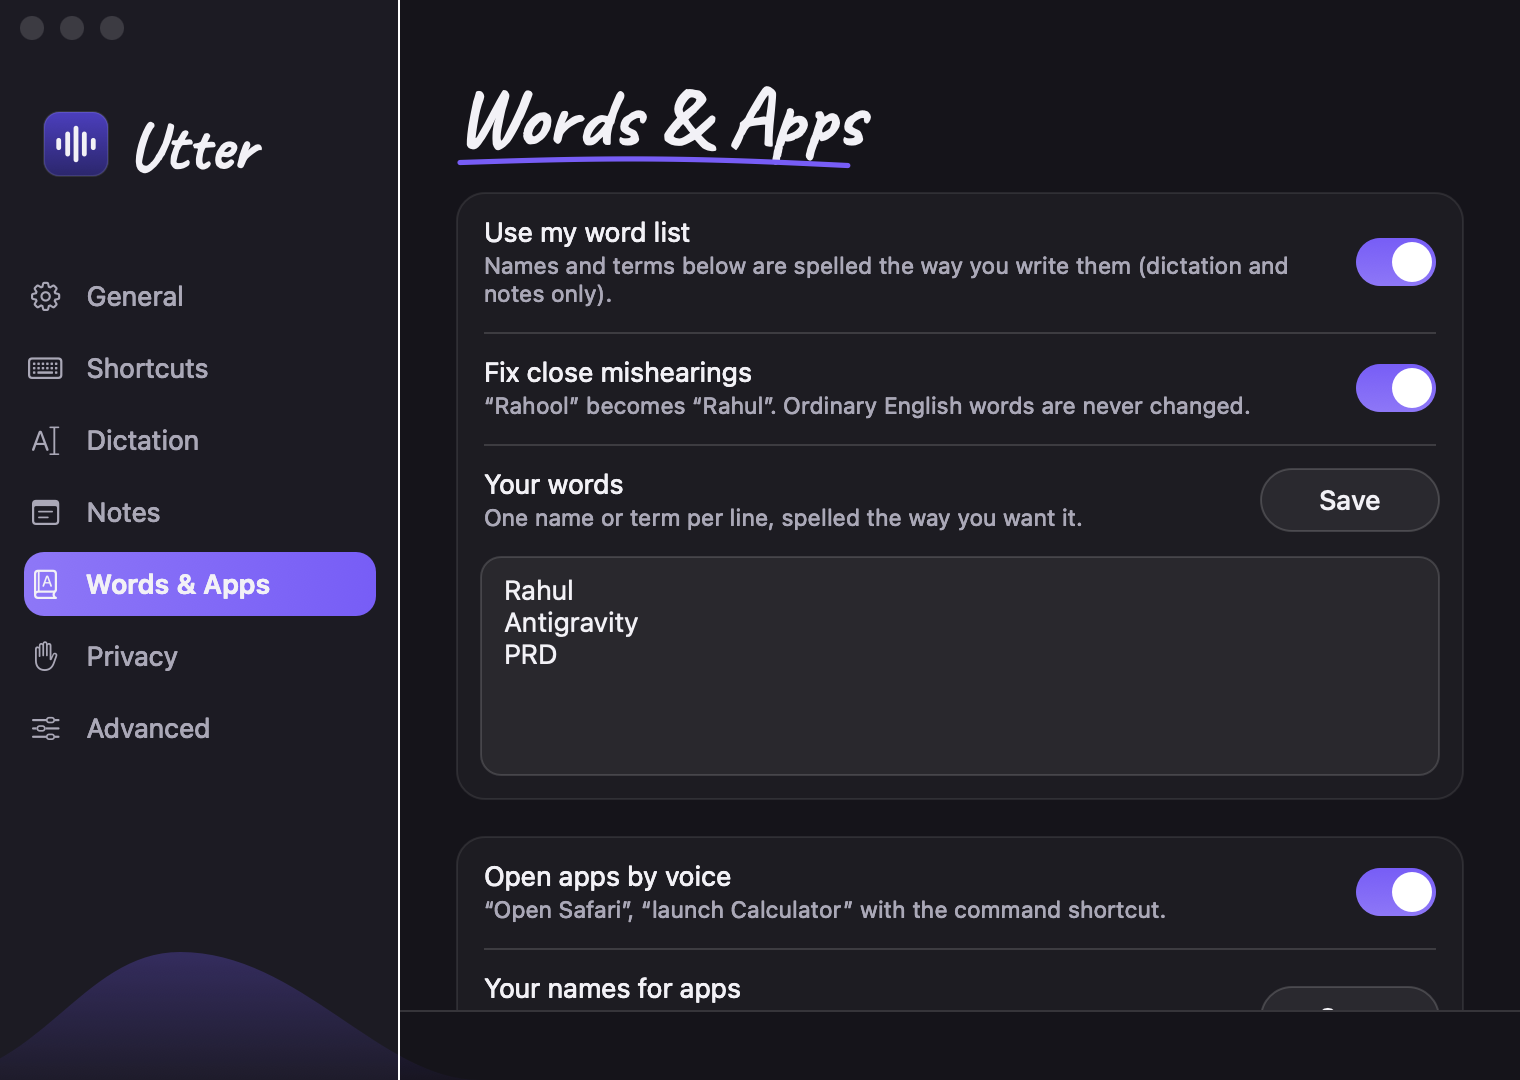 Utter
General
Shortcuts
Dictation
Notes
Words & Apps
Privacy
Advanced
Words & Apps
Use my word list
Names and terms below are spelled the way you write them (dictation and
notes only).
Fix close mishearings
“Rahool” becomes “Rahul”. Ordinary English words are never changed.
Your words
One name or term per line, spelled the way you want it.
Save
Rahul
Antigravity
PRD
Open apps by voice
“Open Safari”, “launch Calculator” with the command shortcut.
Your names for apps